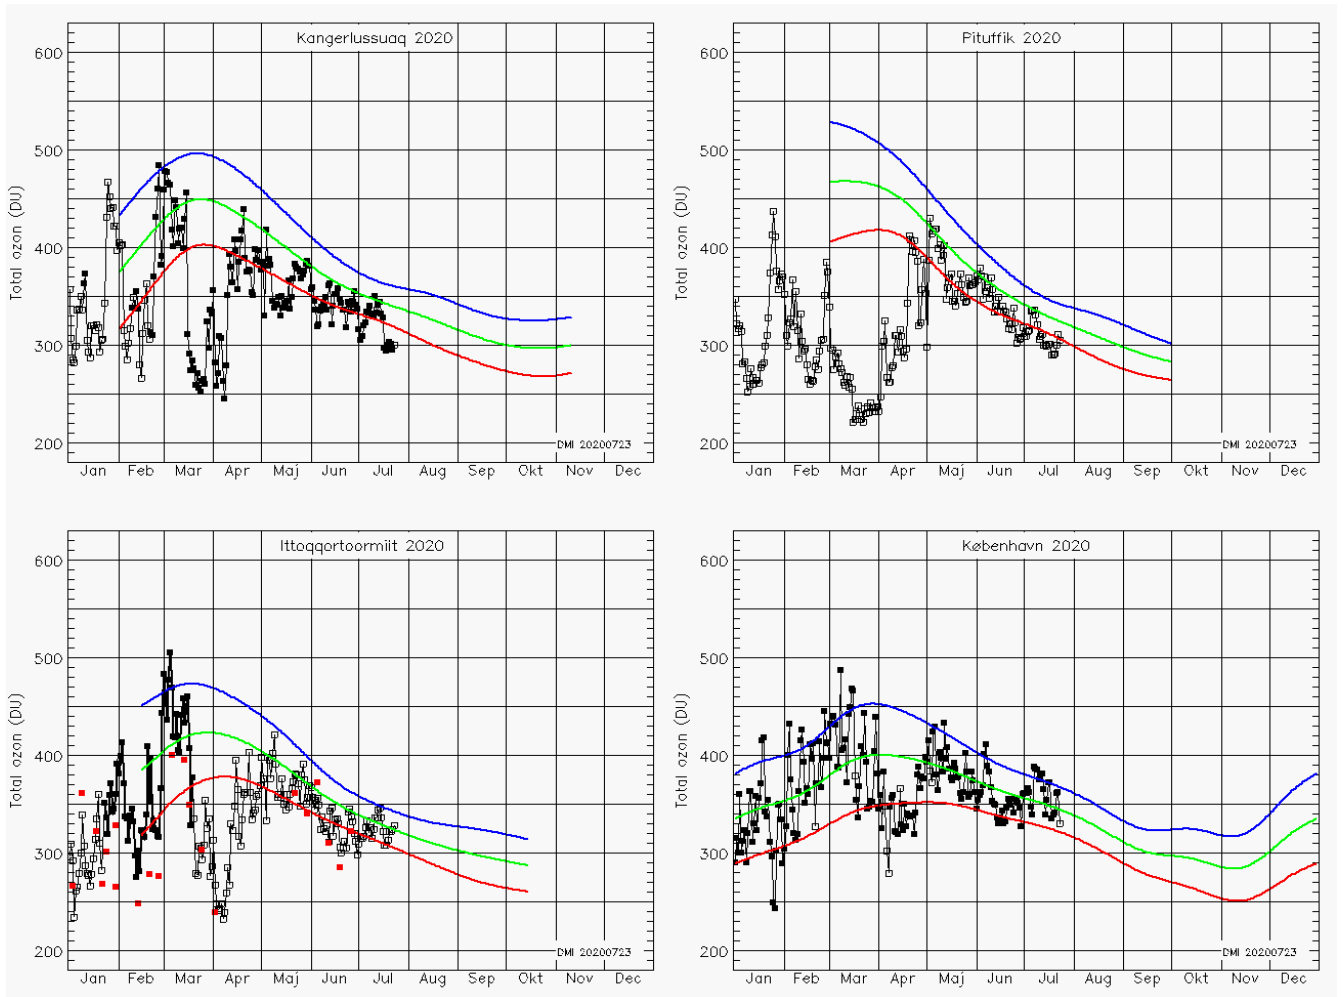 Kangerlussuaq 2020
600
500
400
300
200
Total ozon (DU)
DMI 20200723
Jan Feb Mar Apr Maj Jun Jul Aug Sep Okt Nov Dec
Pituffik 2020
600
500
400
300
200
Total ozon (DU)
DMI 20200723
Jan Feb Mar Apr Maj Jun Jul Aug Sep Okt Nov Dec
Ittoqqortoormiit 2020
600
500
400
300
200
Total ozon (DU)
DMI 20200723
Jan Feb Mar Apr Maj Jun Jul Aug Sep Okt Nov Dec
København 2020
600
500
400
300
200
Total ozon (DU)
DMI 20200723
Jan Feb Mar Apr Maj Jun Jul Aug Sep Okt Nov Dec